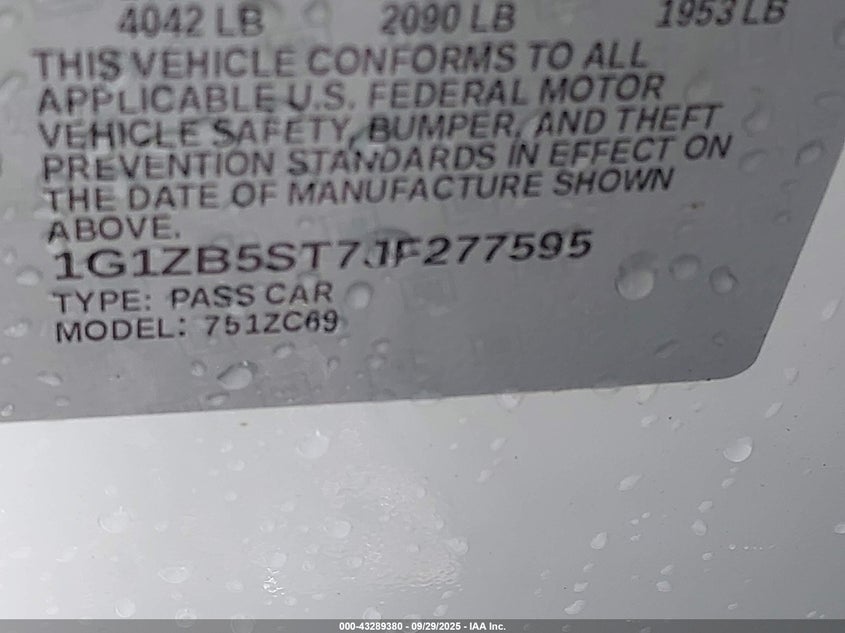 4042 LB 2090 LB 1953 LB
THIS VEHICLE CONFORMS TO ALL
APPLICABLE U.S. FEDERAL MOTOR
VEHICLE SAFETY, BUMPER, AND THEFT
PREVENTION STANDARDS IN EFFECT ON
THE DATE OF MANUFACTURE SHOWN
ABOVE.
1G1ZB5ST7JF277595
TYPE: PASS CAR
MODEL: 751ZC69
000-43289380 - 09/29/2025 - IAA Inc.